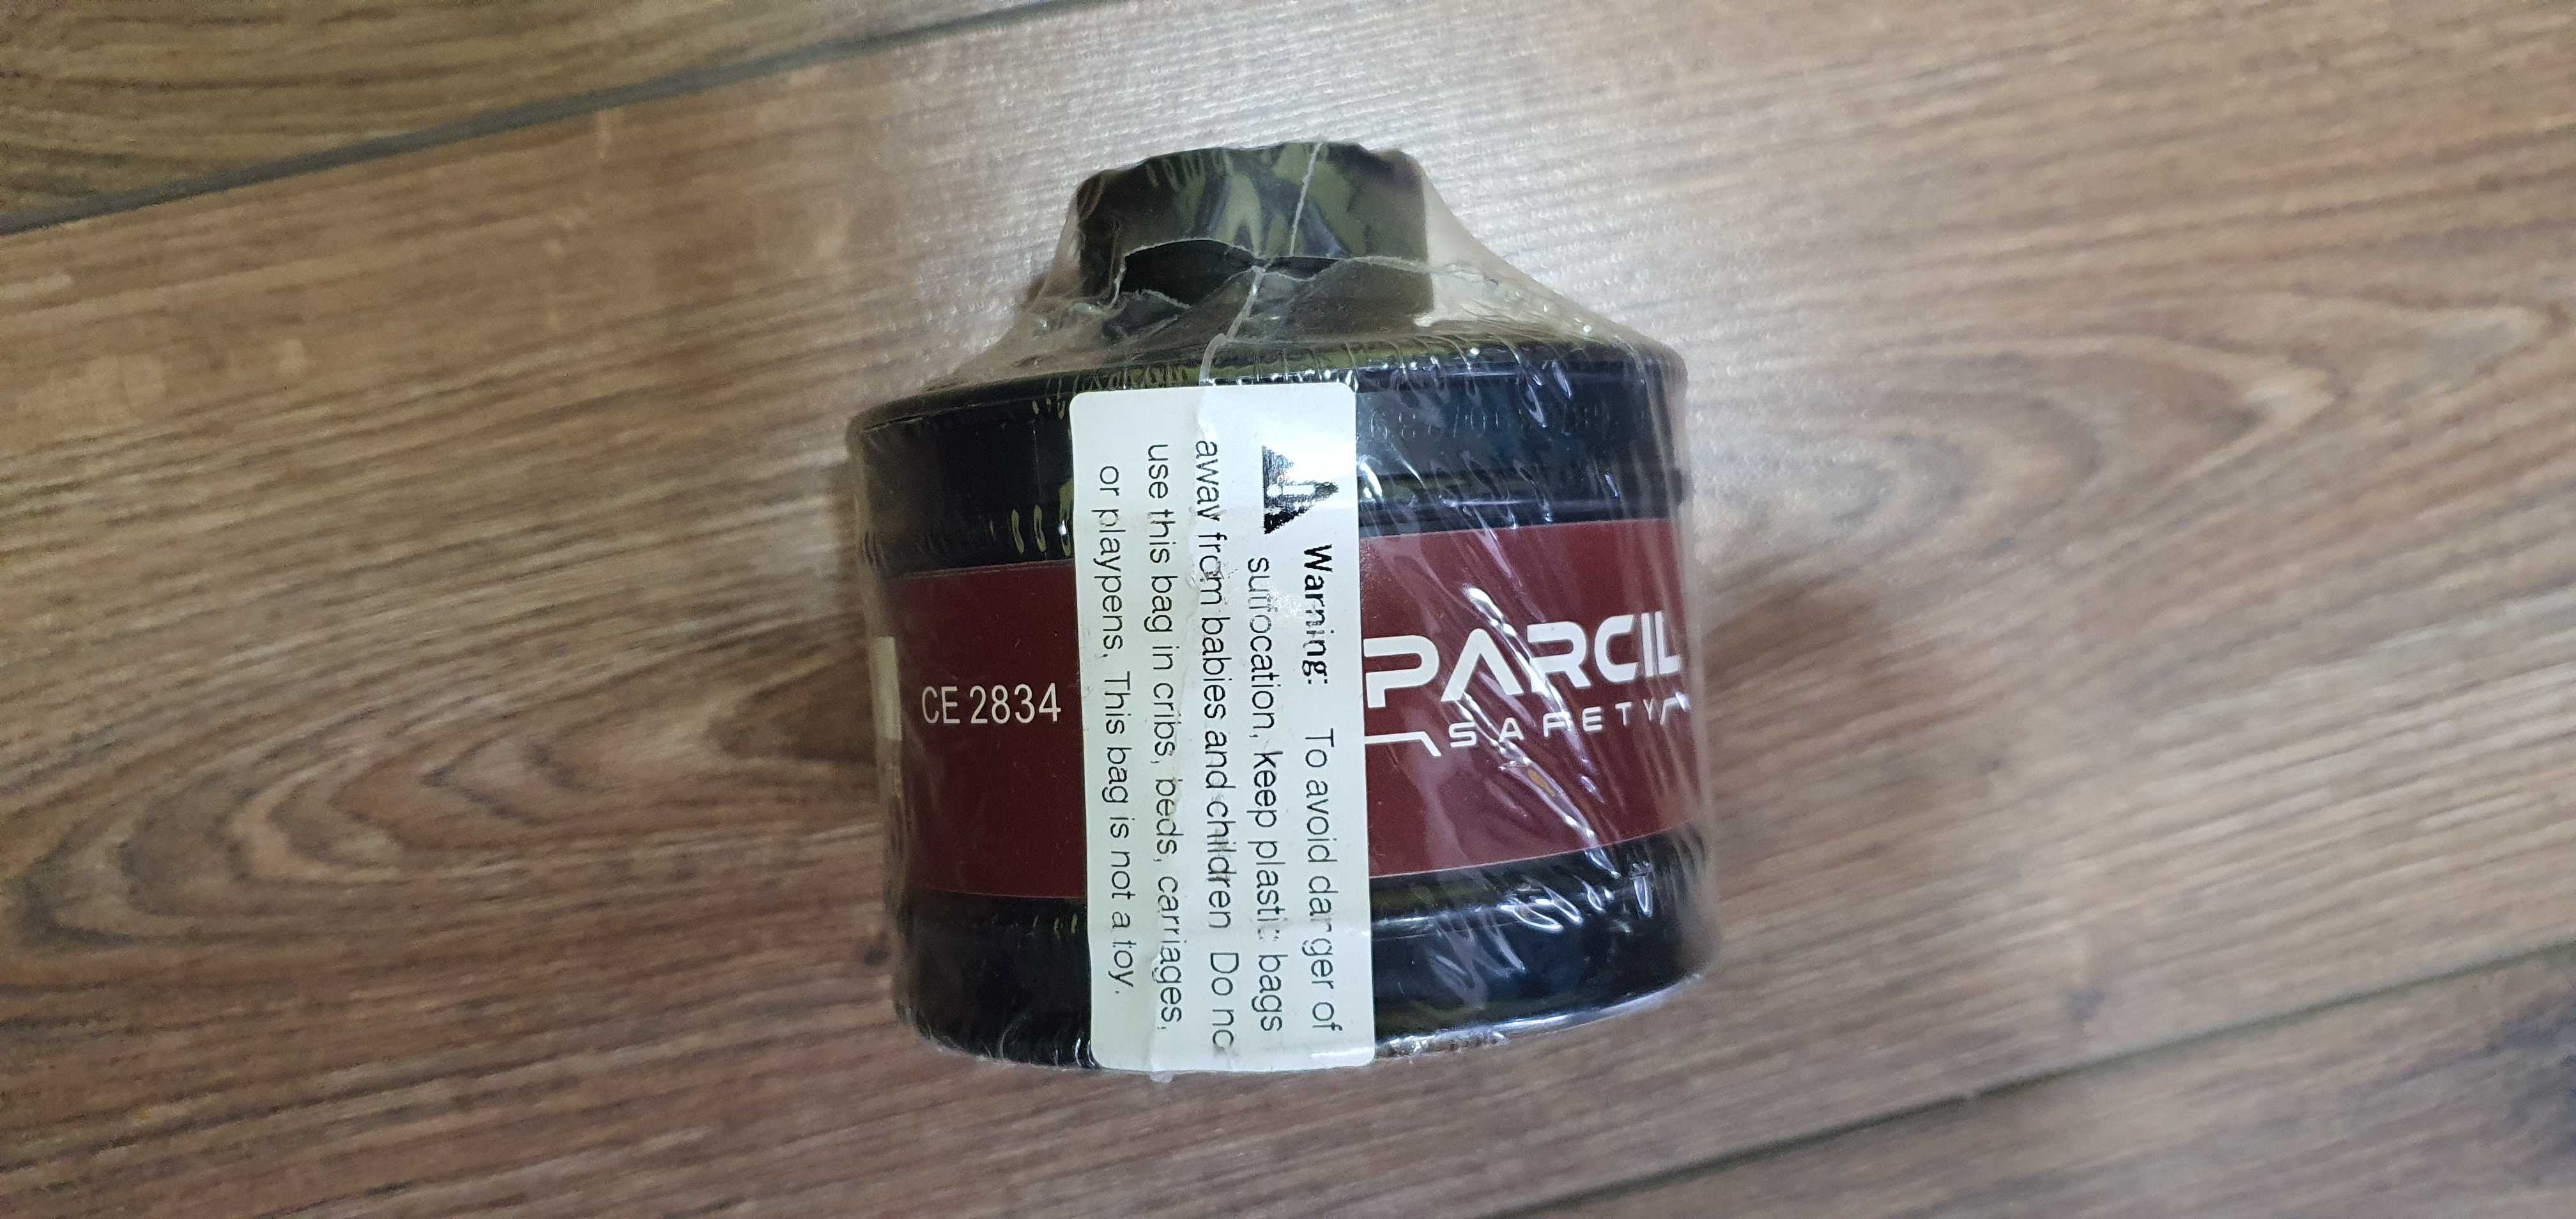 CE 2834
Warning: To avoid danger of
suffocation, keep plastic bags
away from babies and children Do no
use this bag in cribs, beds, carriages,
or playpens, This bag is not a toy.
PARCIL
SAFETY